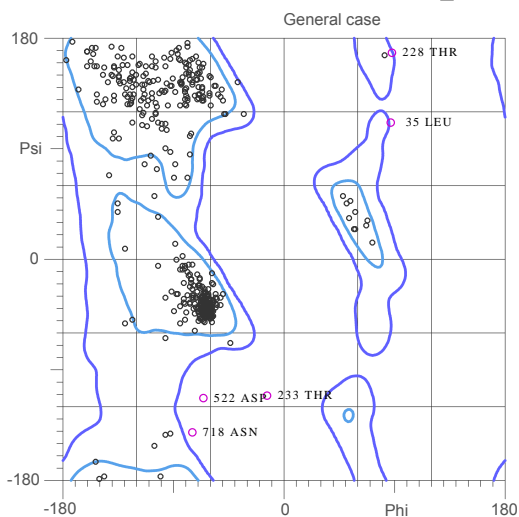 General case
180
228 THR
35 LEU
Psi
0
522 ASP 233 THR
718 ASN
-180
-180 0 Phi 180